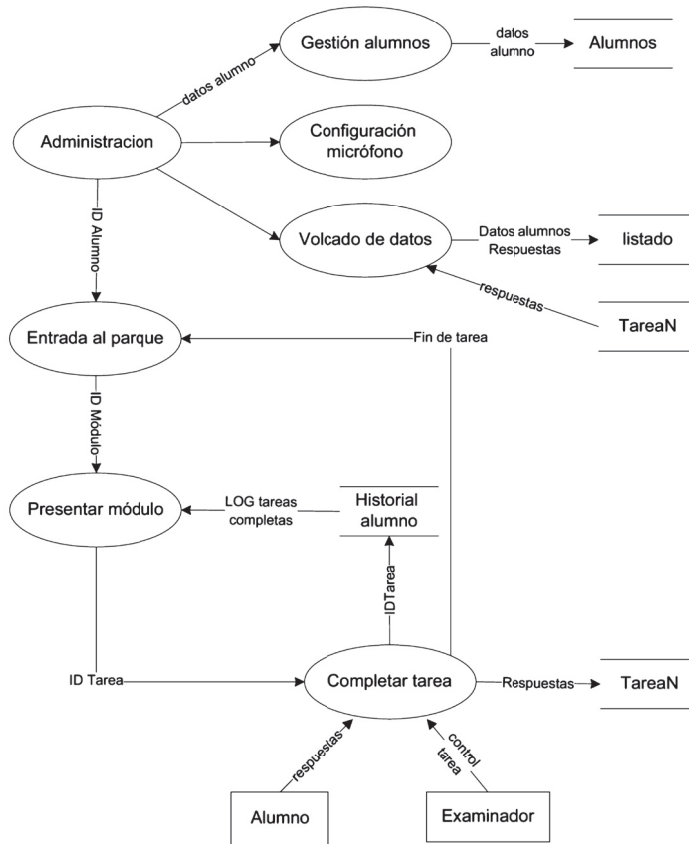 Gestión alumnos
dalos
alumno
Alumnos
datos alumno
Administracion
Configuración
micrófono
ID Alumno
Volcado de datos
Datos alumnos
Respuestas
listado
respuestas
TareaN
Entrada al parque
Fin de tarea
ID Módulo
Presentar módulo
LOG tareas
completas
Historial
alumno
IDTarea
ID Tarea
Completar tarea
Respuestas
TareaN
respuestas
control
tarea
Alumno
Examinador